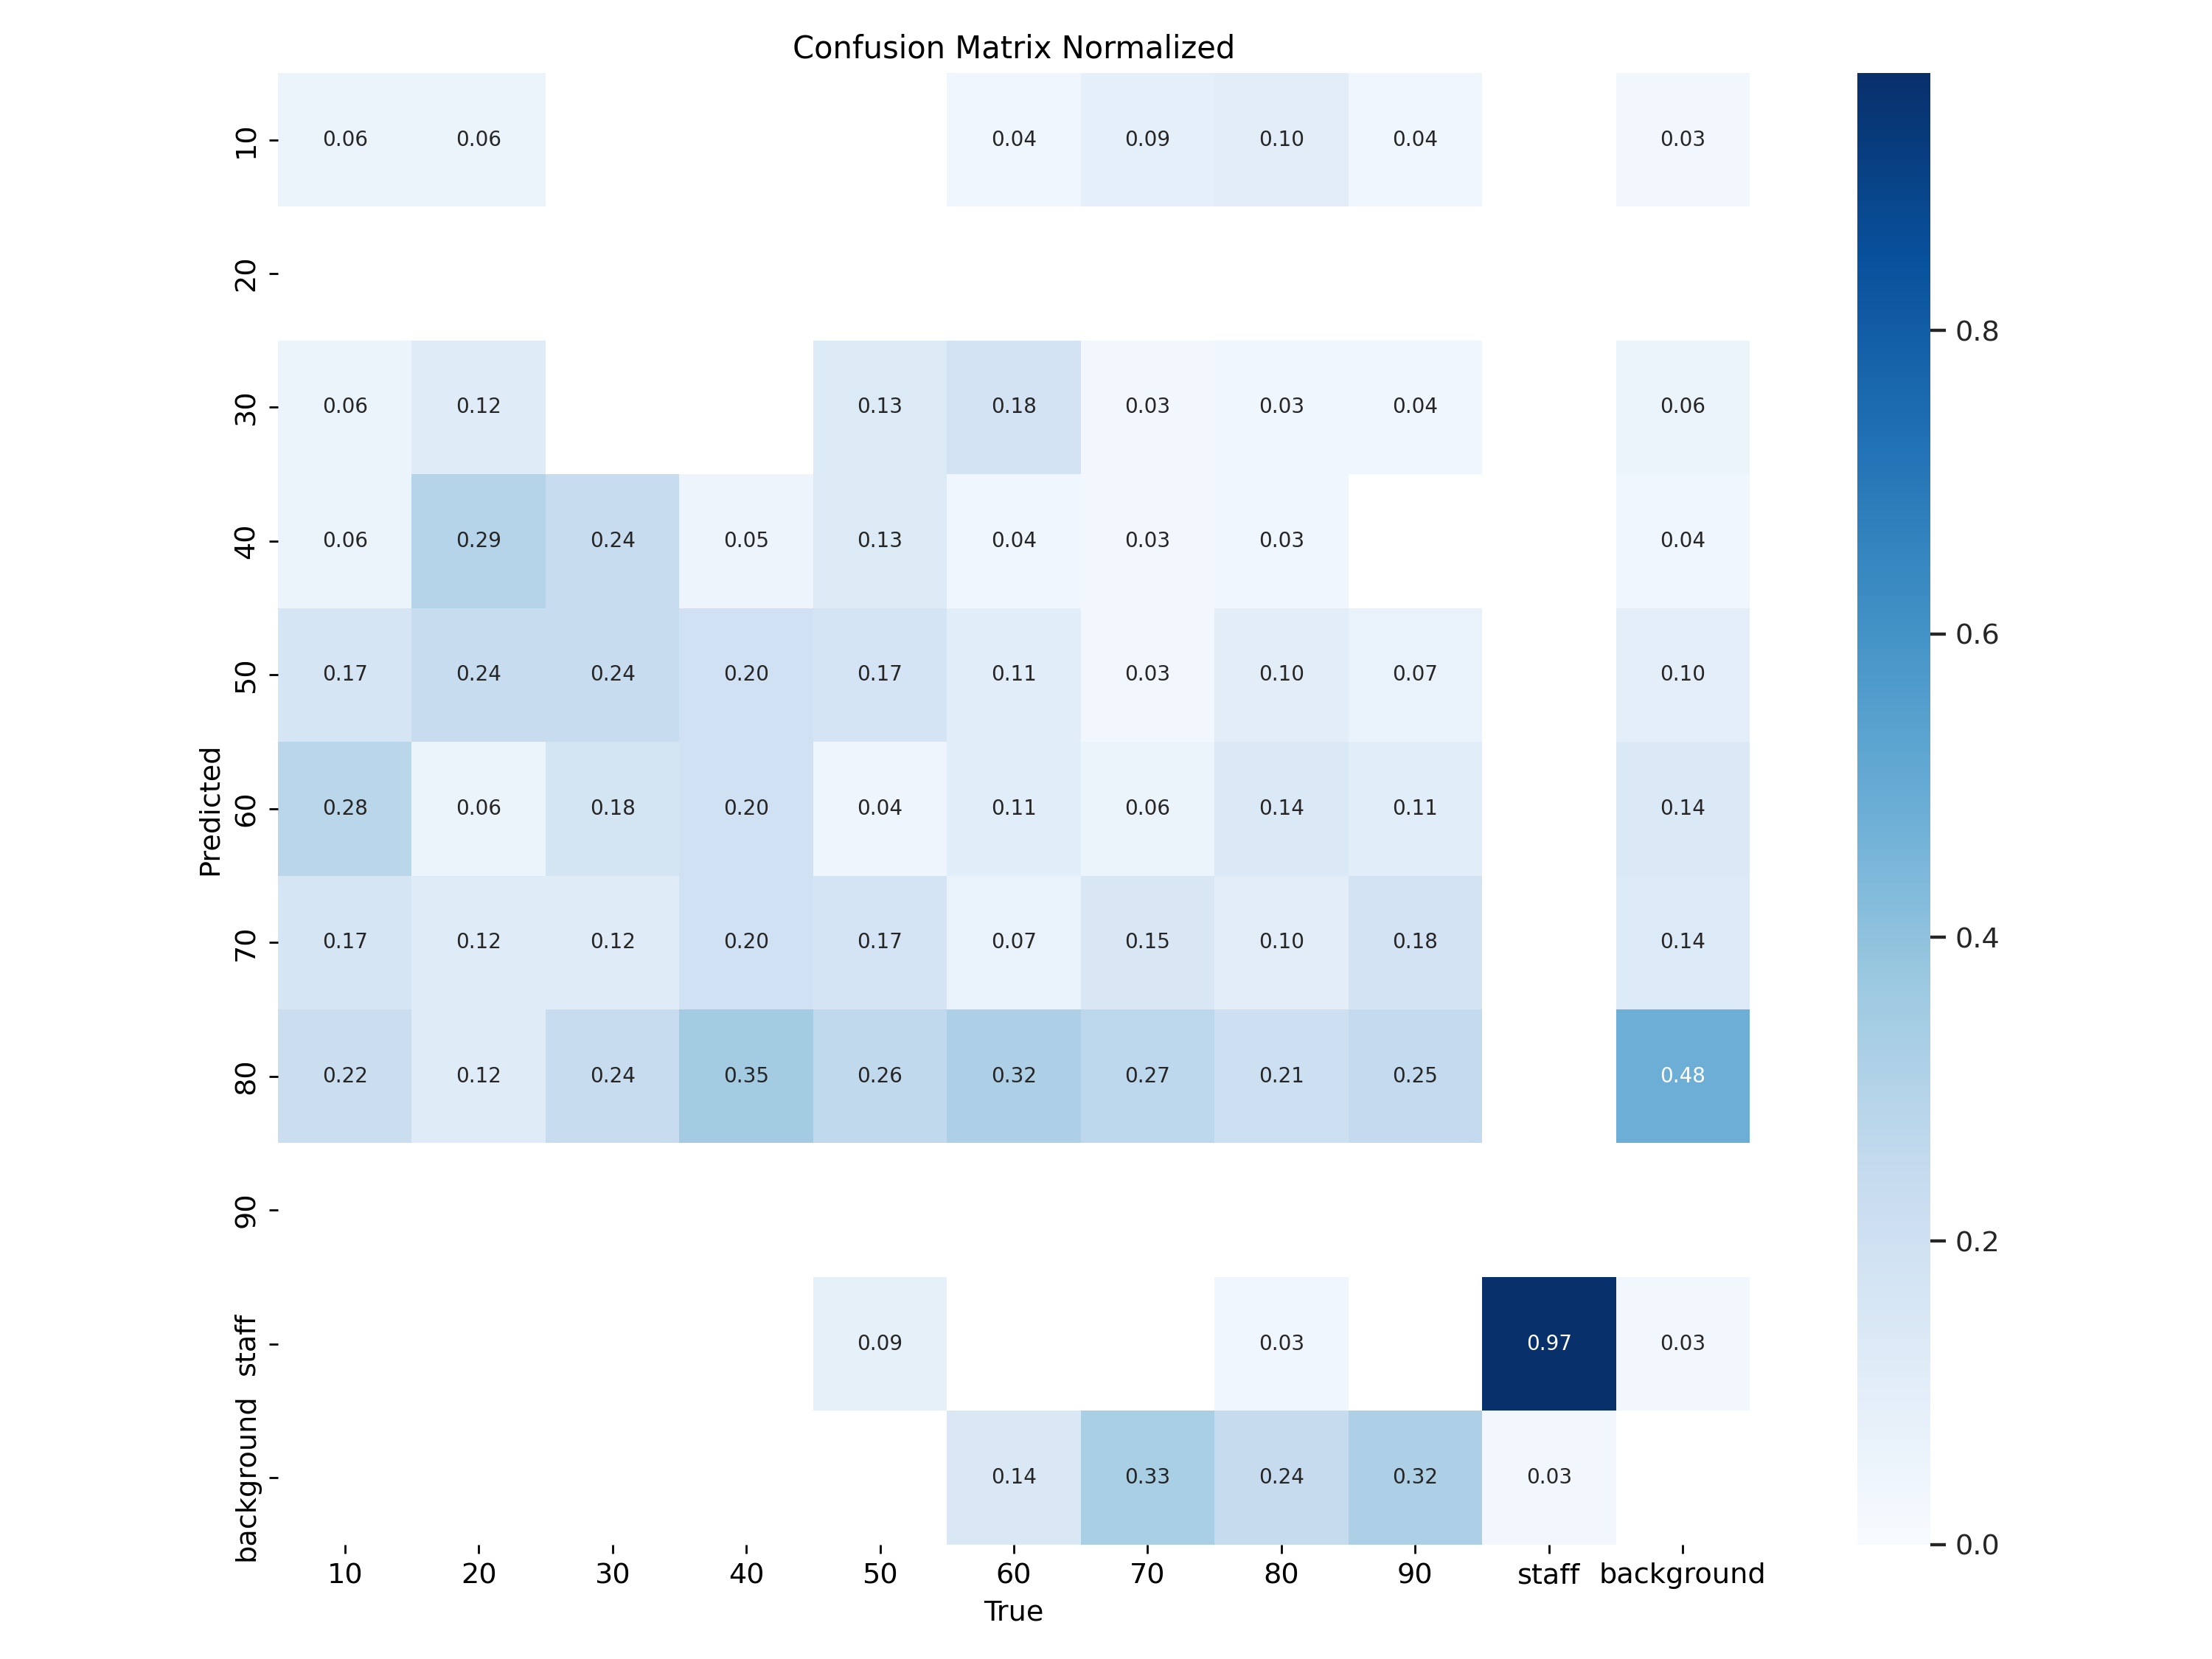 Confusion Matrix Normalized
10 0.06 0.06 0.04 0.09 0.10 0.04 0.03
20
30 0.06 0.12 0.13 0.18 0.03 0.03 0.04 0.06
40 0.06 0.29 0.24 0.05 0.13 0.04 0.03 0.03 0.04
50 0.17 0.24 0.24 0.20 0.17 0.11 0.03 0.10 0.07 0.10
60 0.28 0.06 0.18 0.20 0.04 0.11 0.06 0.14 0.11 0.14
70 0.17 0.12 0.12 0.20 0.17 0.07 0.15 0.10 0.18 0.14
80 0.22 0.12 0.24 0.35 0.26 0.32 0.27 0.21 0.25 0.48
90
staff 0.09 0.03 0.97 0.03
background 0.14 0.33 0.24 0.32 0.03
Predicted
10 20 30 40 50 60 70 80 90 staff background
True
0.8
0.6
0.4
0.2
0.0